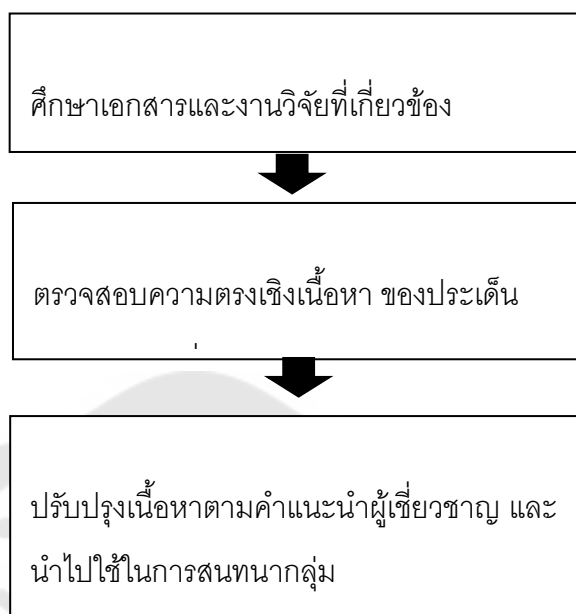 ศึกษาเอกสารและงานวิจัยที่เกี่ยวข้อง
ตรวจสอบความตรงเชิงเนื้อหา ของประเด็น
ปรับปรุงเนื้อหาตามคำแนะนำผู้เชี่ยวชาญ และ
นำไปใช้ในการสนทนากลุ่ม